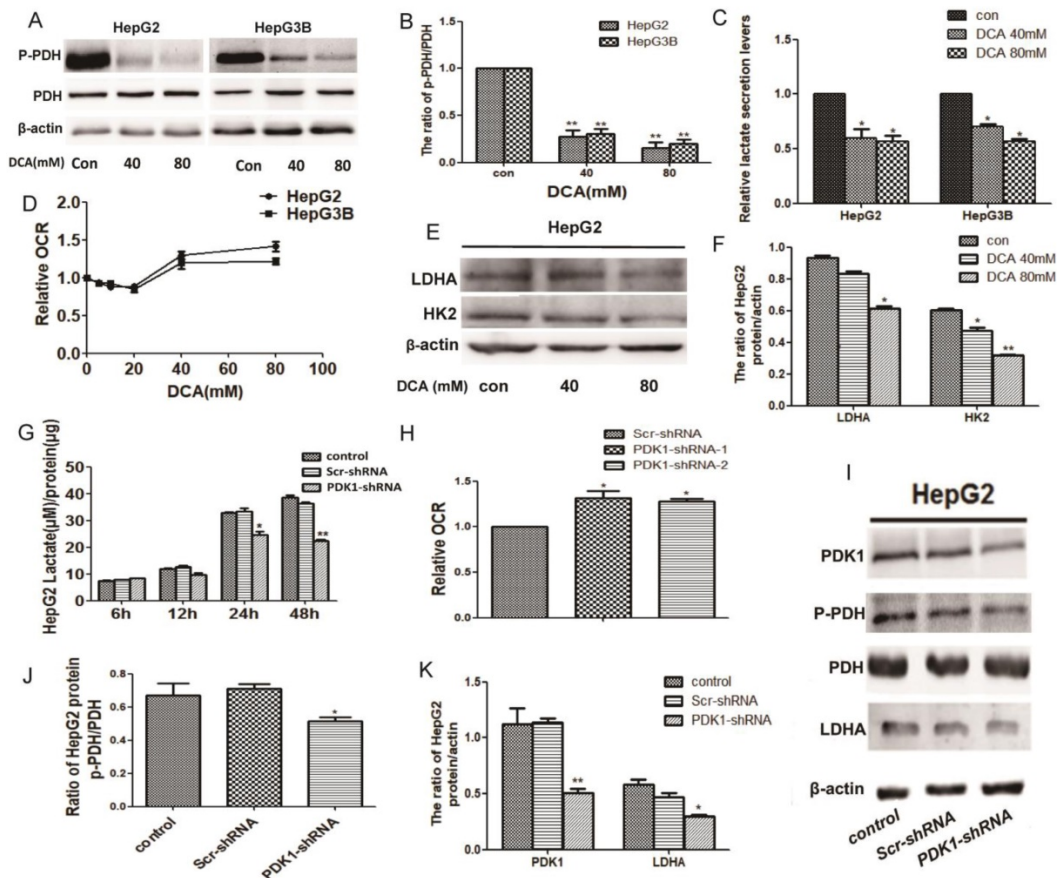 A
HepG2
HepG3B
P-PDH
PDH
β-actin
DCA(mM)
Con
40
80
Con
40
80
B
HepG2
HepG3B
The ratio of p-PDH/PDH
1.5
1.0
0.5
0.0
**
**
**
**
con
40
80
DCA(mM)
C
con
DCA 40mM
DCA 80mM
Relative lactate secretion levers
1.5
1.0
0.5
0.0
*
*
*
*
HepG2
HepG3B
D
HepG2
HepG3B
Relative OCR
2.0
1.5
1.0
0.5
0.0
0
20
40
60
80
100
DCA(mM)
E
HepG2
LDHA
HK2
β-actin
DCA (mM)
con
40
80
F
con
DCA 40mM
DCA 80mM
The ratio of HepG2
protein/actin
1.0
0.8
0.6
0.4
0.2
0.0
*
*
**
LDHA
HK2
G
control
Scr-shRNA
PDK1-shRNA
HepG2 Lactate(μM)/protein(μg)
50
40
30
20
10
*
**
6h
12h
24h
48h
H
Scr-shRNA
PDK1-shRNA-1
PDK1-shRNA-2
Relative OCR
1.5
1.0
0.5
0.0
*
*
I
HepG2
PDK1
P-PDH
PDH
LDHA
β-actin
control
Scr-shRNA
PDK1-shRNA
J
Ratio of HepG2 protein
p-PDH/PDH
0.8
0.6
0.4
0.2
0.0
*
control
Scr-shRNA
PDK1-shRNA
K
control
Scr-shRNA
PDK1-shRNA
The ratio of HepG2
protein/actin
1.5
1.0
0.5
0.0
**
*
PDK1
LDHA